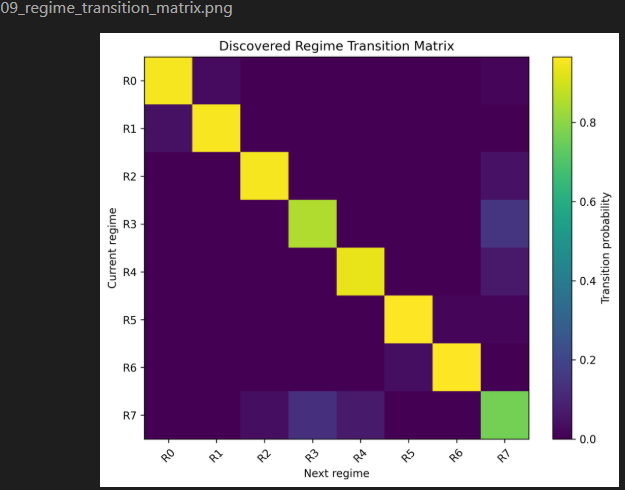 09_regime_transition_matrix.png
Discovered Regime Transition Matrix
R0
R1
R2
R3
R4
R5
R6
R7
Current regime
R0 R1 R2 R3 R4 R5 R6 R7
Next regime
0.8
0.6
0.4
0.2
0.0
Transition probability